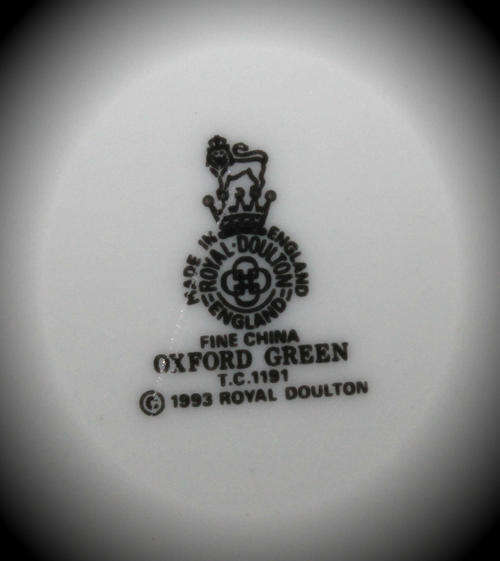 MADE IN ENGLAND
ROYAL·DOULTON
ENGLAND
FINE CHINA
OXFORD GREEN
T.C.1191
© 1993 ROYAL DOULTON